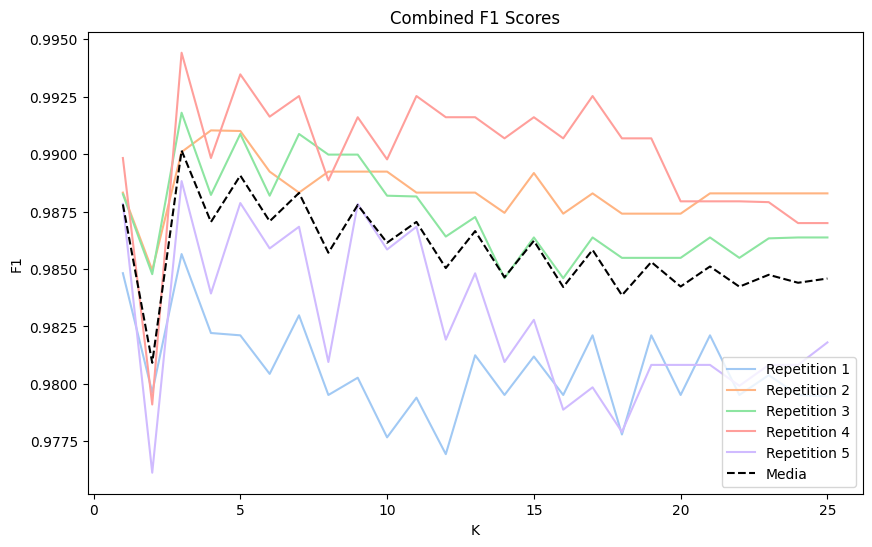 Combined F1 Scores
0.9950
0.9925
0.9900
0.9875
0.9850
0.9825
0.9800
0.9775
F1
0
5
10
15
20
25
K
Repetition 1
Repetition 2
Repetition 3
Repetition 4
Repetition 5
Media